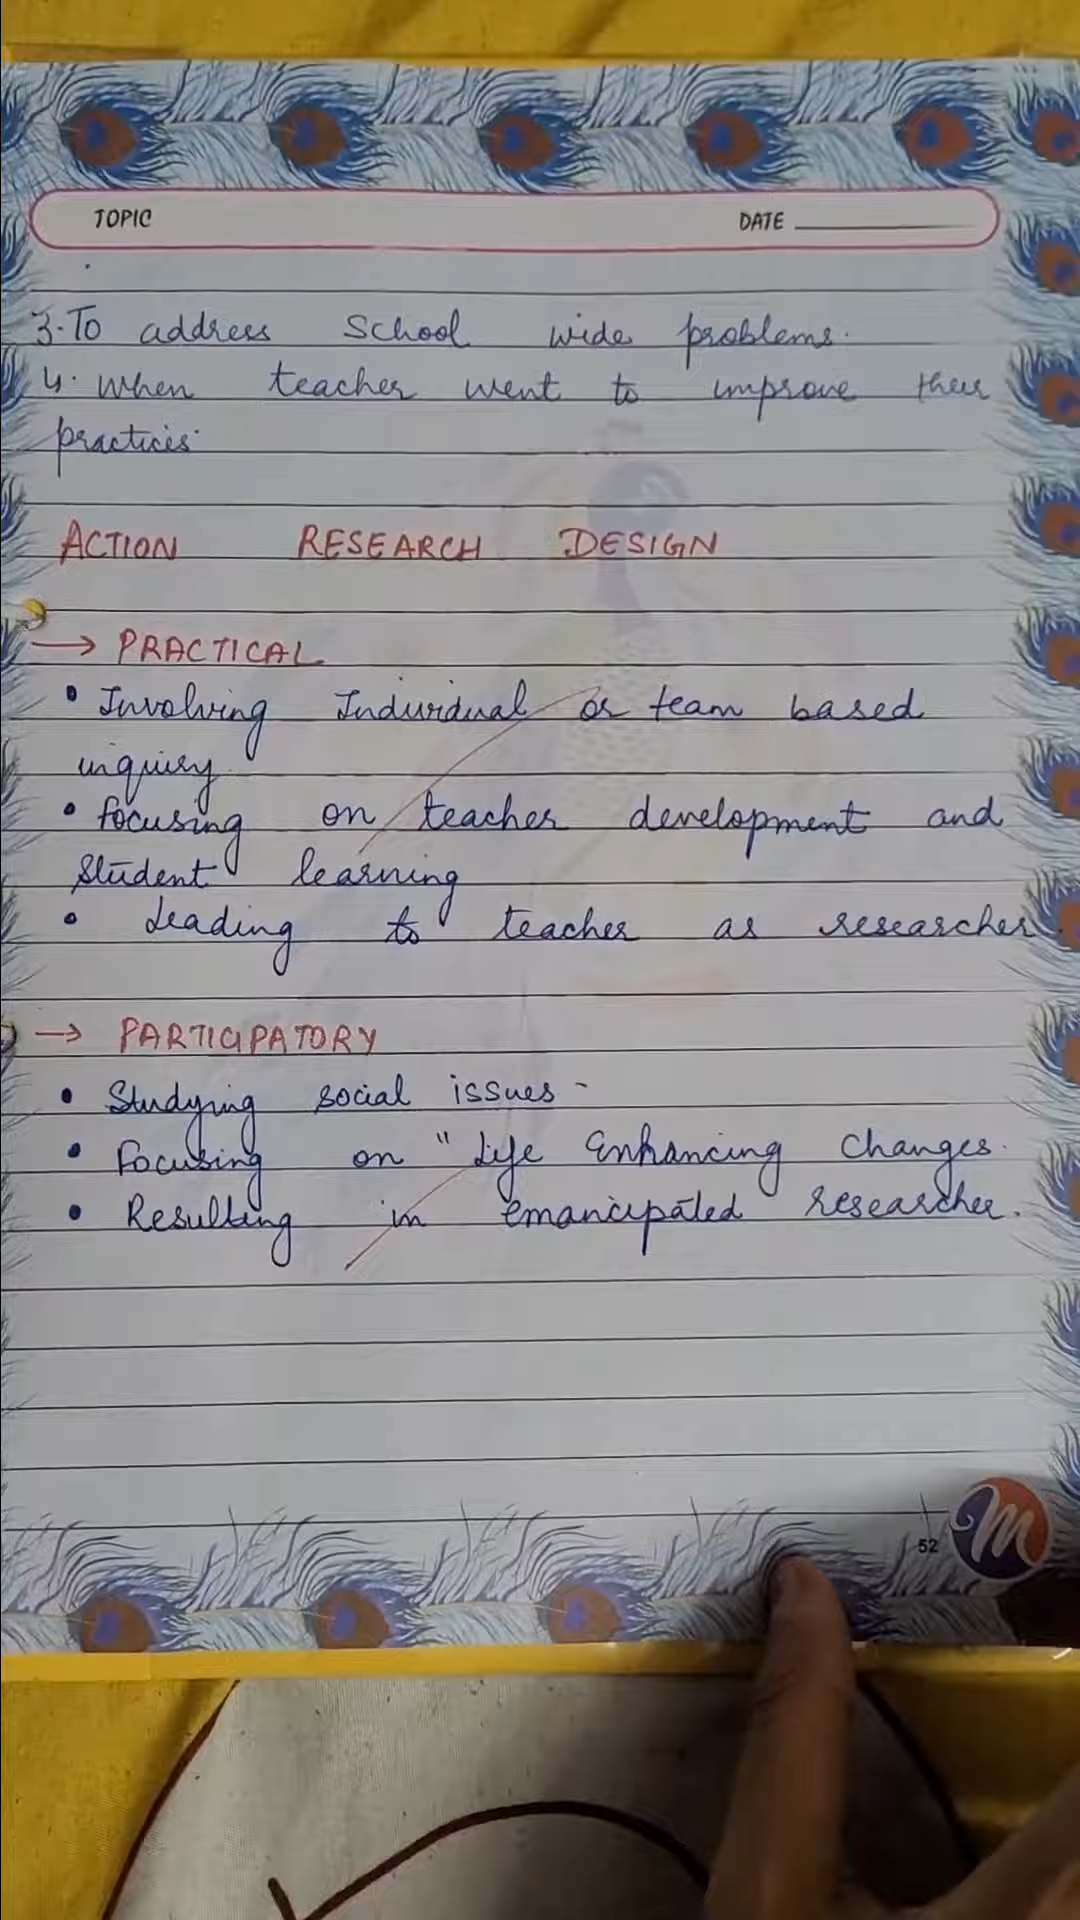 TOPIC DATE
3. To address School wide problems.
4. When teacher went to improve their
practices.
ACTION RESEARCH DESIGN
→ PRACTICAL
• Involving Individual or team based
inquiry.
• focusing on teacher development and
Student learning
• Leading to teacher as researcher.
→ PARTICIPATORY
• Studying social issues -
• Focusing on " Life Enhancing Changes.
• Resulting in emancipated researcher.
52
m